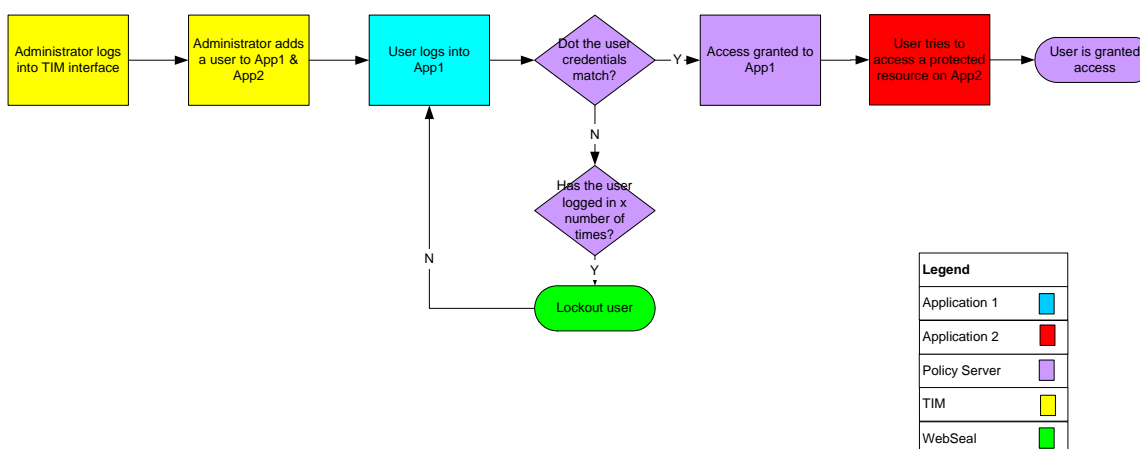 Administrator logs
into TIM interface
Administrator adds
a user to App1 &
App2
User logs into
App1
Dot the user
credentials
match?
Y
Access granted to
App1
User tries to
access a protected
resource on App2
User is granted
access
N
Has the user
logged in x
number of
times?
N
Y
Lockout user
Legend
Application 1
Application 2
Policy Server
TIM
WebSeal